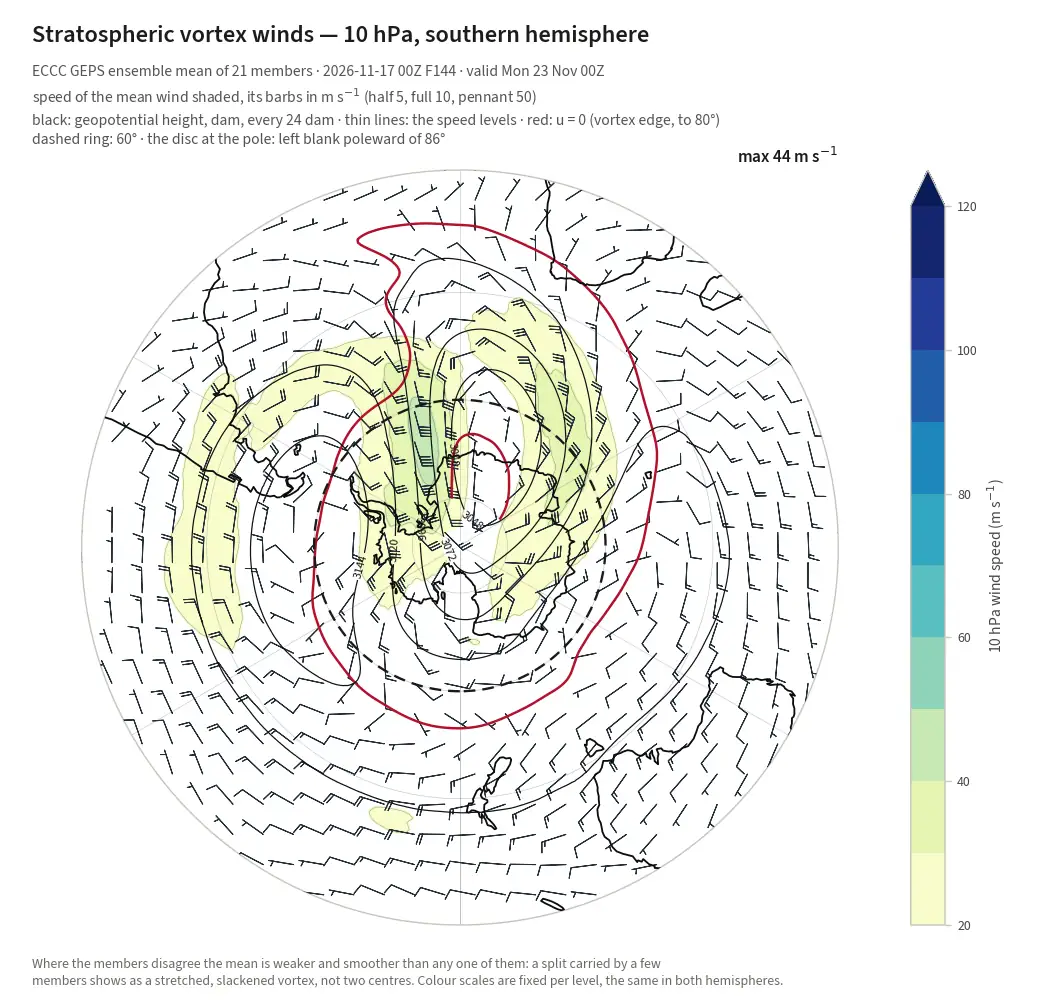 Stratospheric vortex winds — 10 hPa, southern hemisphere
ECCC GEPS ensemble mean of 21 members · 2026-11-17 00Z F144 · valid Mon 23 Nov 00Z
speed of the mean wind shaded, its barbs in m s⁻¹ (half 5, full 10, pennant 50)
black: geopotential height, dam, every 24 dam · thin lines: the speed levels · red: u = 0 (vortex edge, to 80°)
dashed ring: 60° · the disc at the pole: left blank poleward of 86°
max 44 m s⁻¹
120
100
80
60
40
20
10 hPa wind speed (m s⁻¹)
3048
3072
Where the members disagree the mean is weaker and smoother than any one of them: a split carried by a few
members shows as a stretched, slackened vortex, not two centres. Colour scales are fixed per level, the same in both hemispheres.